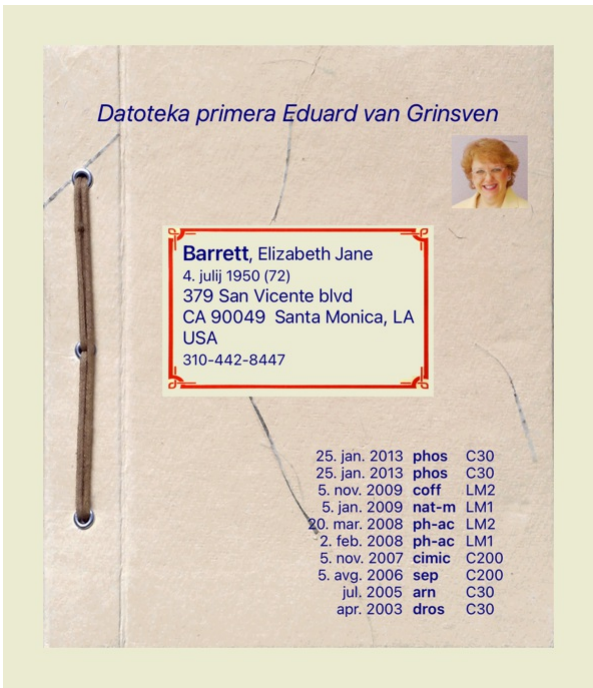 Datoteka primera Eduard van Grinsven
Barrett, Elizabeth Jane
4. julij 1950 (72)
379 San Vicente blvd
CA 90049  Santa Monica, LA
USA
310-442-8447
25. jan. 2013 phos C30
25. jan. 2013 phos C30
5. nov. 2009 coff LM2
5. jan. 2009 nat-m LM1
20. mar. 2008 ph-ac LM2
2. feb. 2008 ph-ac LM1
5. nov. 2007 cimic C200
5. avg. 2006 sep C200
jul. 2005 arn C30
apr. 2003 dros C30